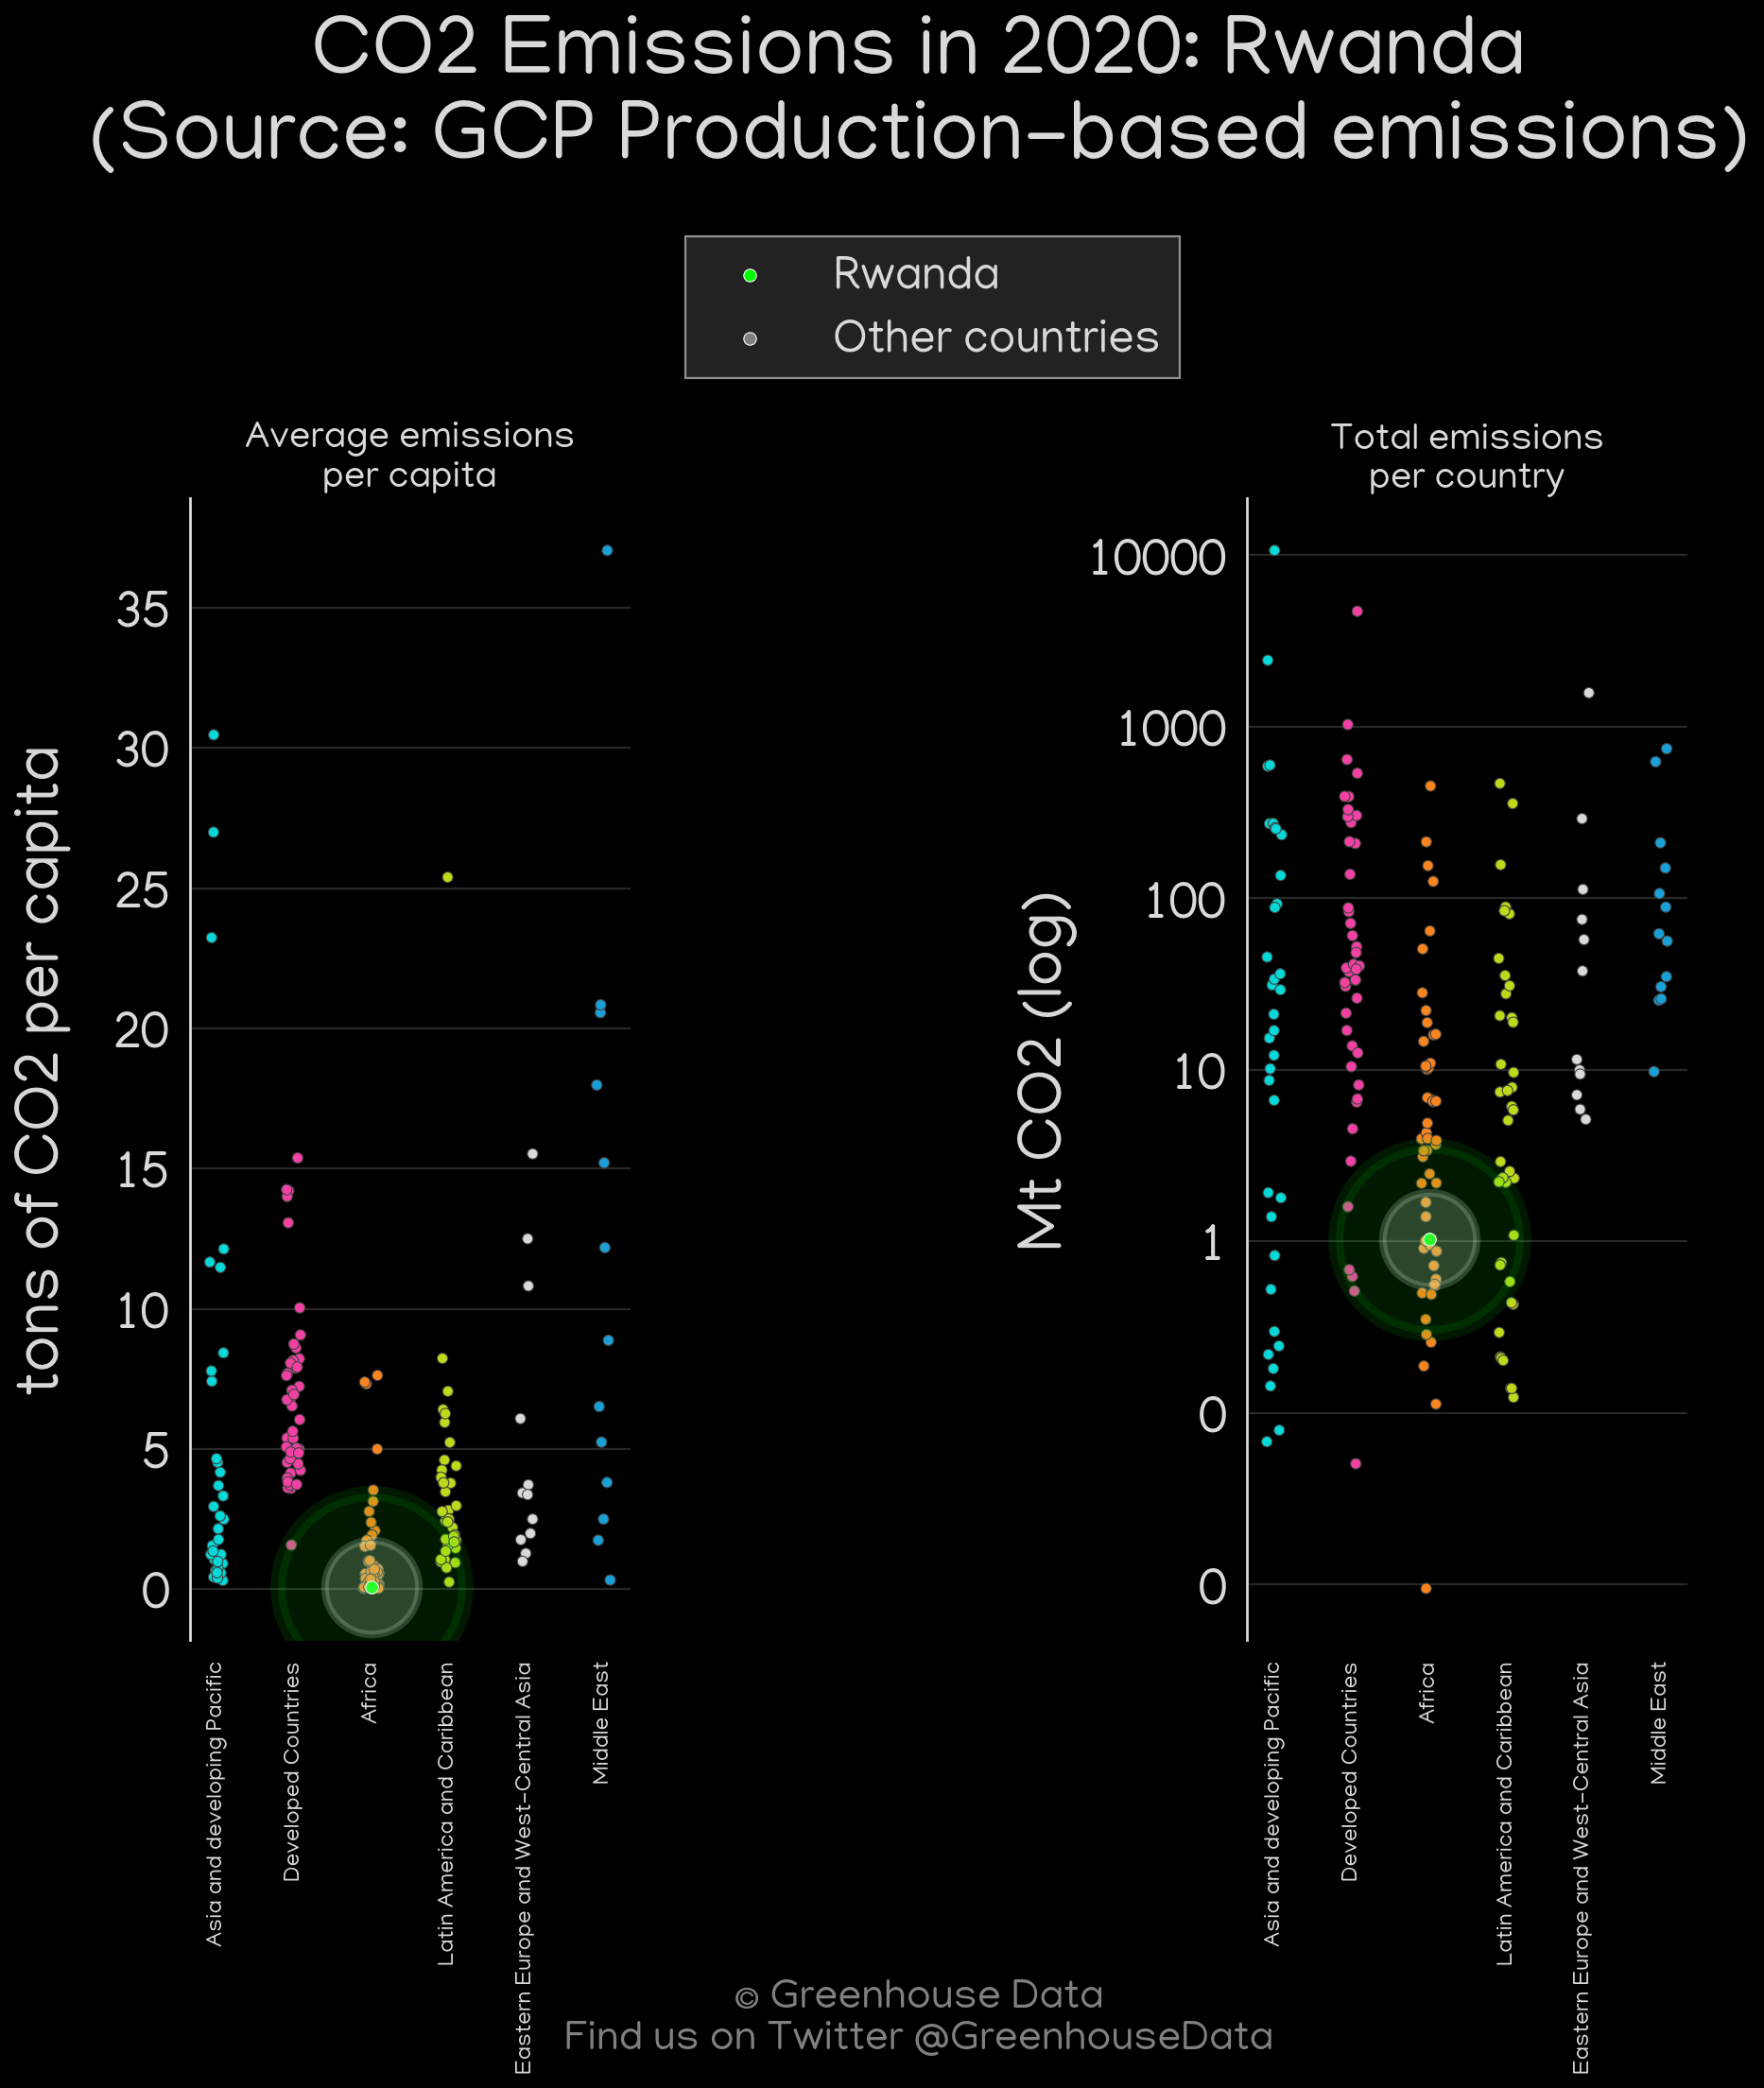 CO2 Emissions in 2020: Rwanda
(Source: GCP Production-based emissions)
Rwanda
Other countries
Average emissions
per capita
tons of CO2 per capita
35
30
25
20
15
10
5
0
Asia and developing Pacific
Developed Countries
Africa
Latin America and Caribbean
Eastern Europe and West-Central Asia
Middle East
Total emissions
per country
Mt CO2 (log)
10000
1000
100
10
1
0
0
Asia and developing Pacific
Developed Countries
Africa
Latin America and Caribbean
Eastern Europe and West-Central Asia
Middle East
© Greenhouse Data
Find us on Twitter @GreenhouseData